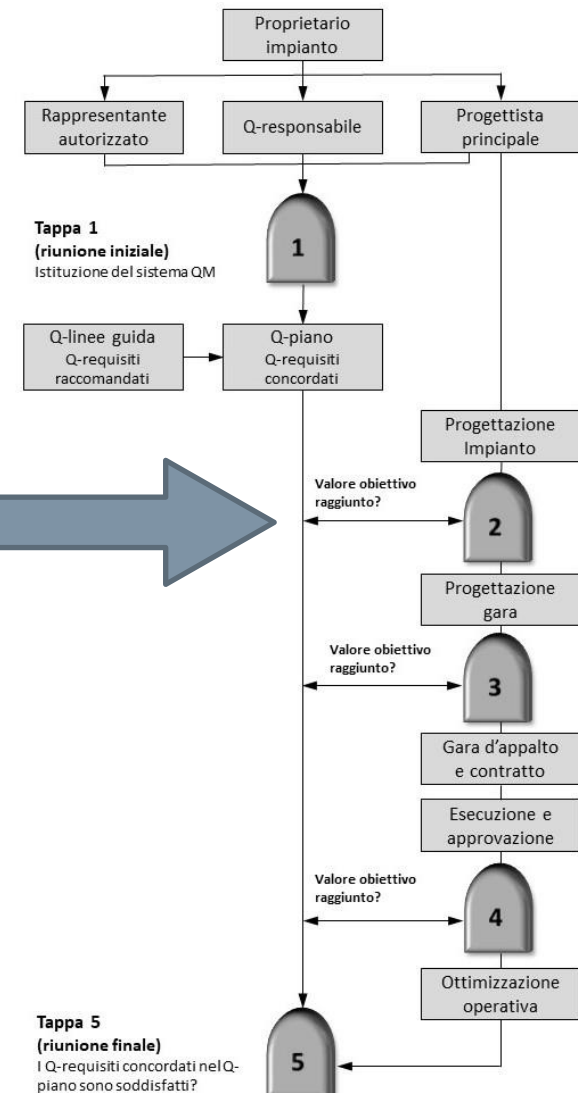 Proprietario
impianto
Rappresentante
autorizzato
Q-responsabile
Progettista
principale
Tappa 1
(riunione iniziale)
Istituzione del sistema QM
1
Q-linee guida
Q-requisiti
raccomandati
Q-piano
Q-requisiti
concordati
Progettazione
Impianto
Valore obiettivo
raggiunto?
2
Progettazione
gara
Valore obiettivo
raggiunto?
3
Gara d'appalto
e contratto
Esecuzione e
approvazione
Valore obiettivo
raggiunto?
4
Ottimizzazione
operativa
Tappa 5
(riunione finale)
I Q-requisiti concordati nel Q-
piano sono soddisfatti?
5